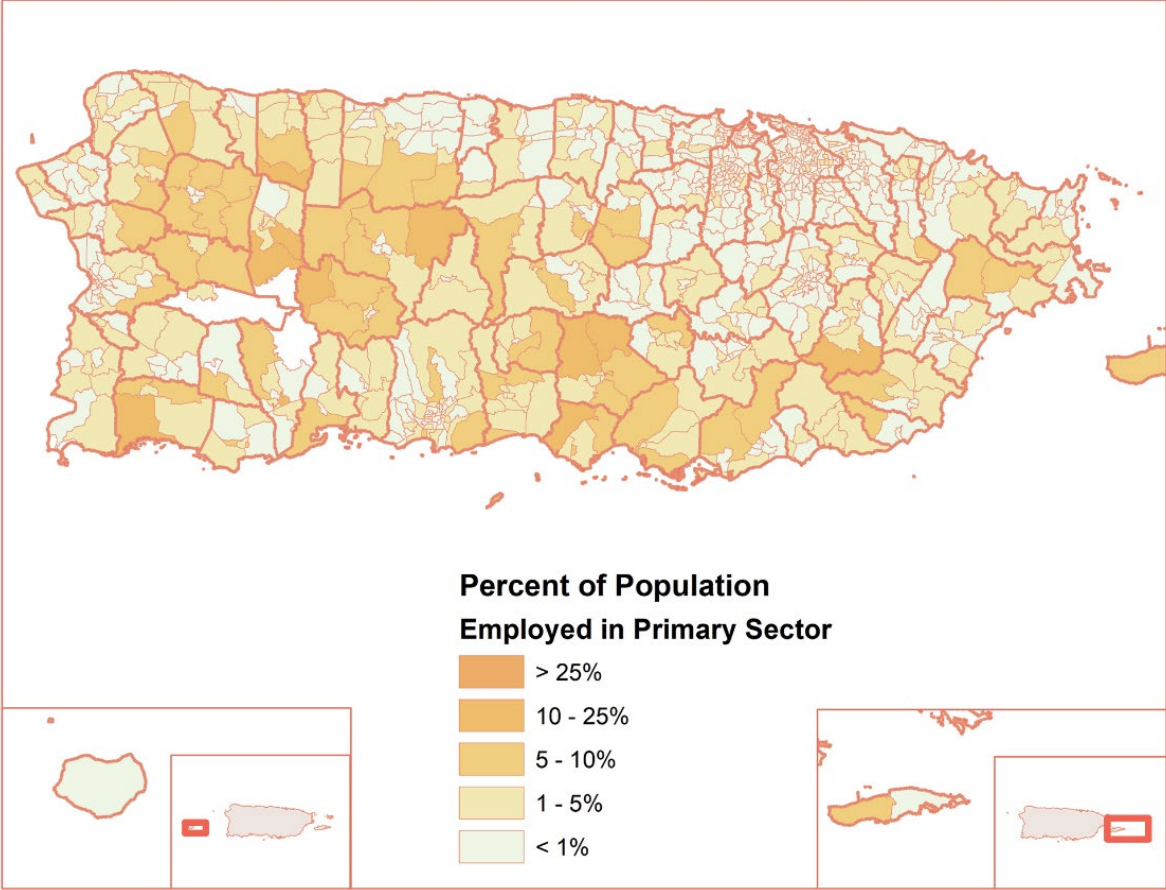 Percent of Population
Employed in Primary Sector
> 25%
10 - 25%
5 - 10%
1 - 5%
< 1%